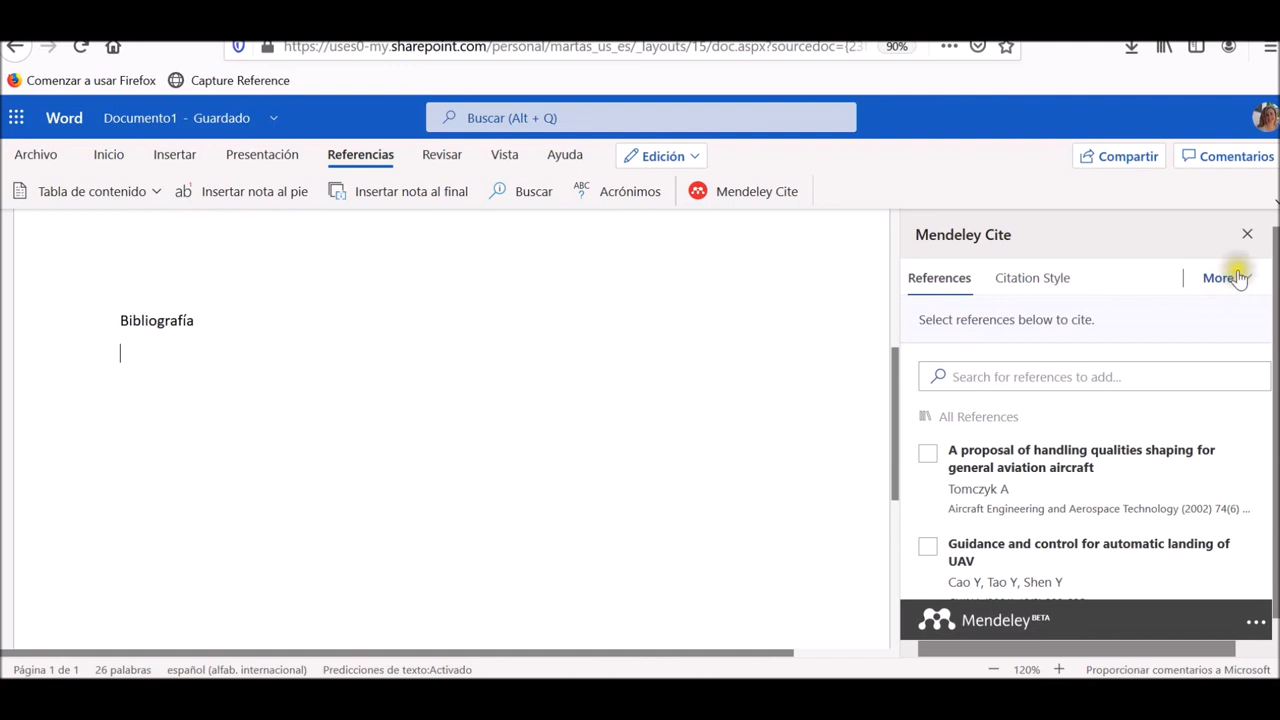 https://uses0-my.sharepoint.com/personal/martas_us_es/_layouts/15/doc.aspx?sourcedoc={23
90%
Comenzar a usar Firefox
Capture Reference
Word
Documento1 - Guardado
Buscar (Alt + Q)
Archivo
Inicio
Insertar
Presentación
Referencias
Revisar
Vista
Ayuda
Edición
Compartir
Comentarios
Tabla de contenido
Insertar nota al pie
Insertar nota al final
Buscar
Acrónimos
Mendeley Cite
Mendeley Cite
References
Citation Style
More
Select references below to cite.
Search for references to add...
All References
A proposal of handling qualities shaping for
general aviation aircraft
Tomczyk A
Aircraft Engineering and Aerospace Technology (2002) 74(6) ...
Guidance and control for automatic landing of
UAV
Cao Y, Tao Y, Shen Y
Mendeley BETA
Bibliografía
Página 1 de 1
26 palabras
español (alfab. internacional)
Predicciones de texto:Activado
120%
Proporcionar comentarios a Microsoft